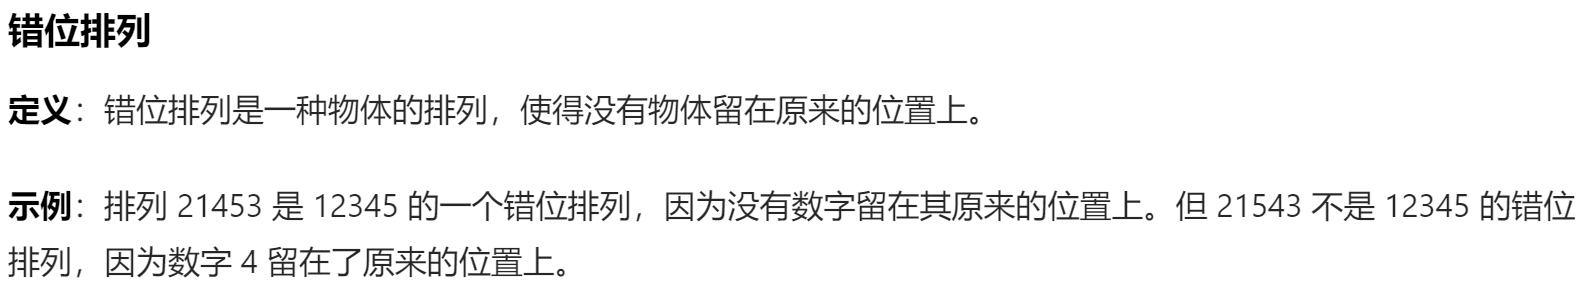 错位排列
定义：错位排列是一种物体的排列，使得没有物体留在原来的位置上。
示例：排列 21453 是 12345 的一个错位排列，因为没有数字留在其原来的位置上。但 21543 不是 12345 的错位
排列，因为数字 4 留在了原来的位置上。